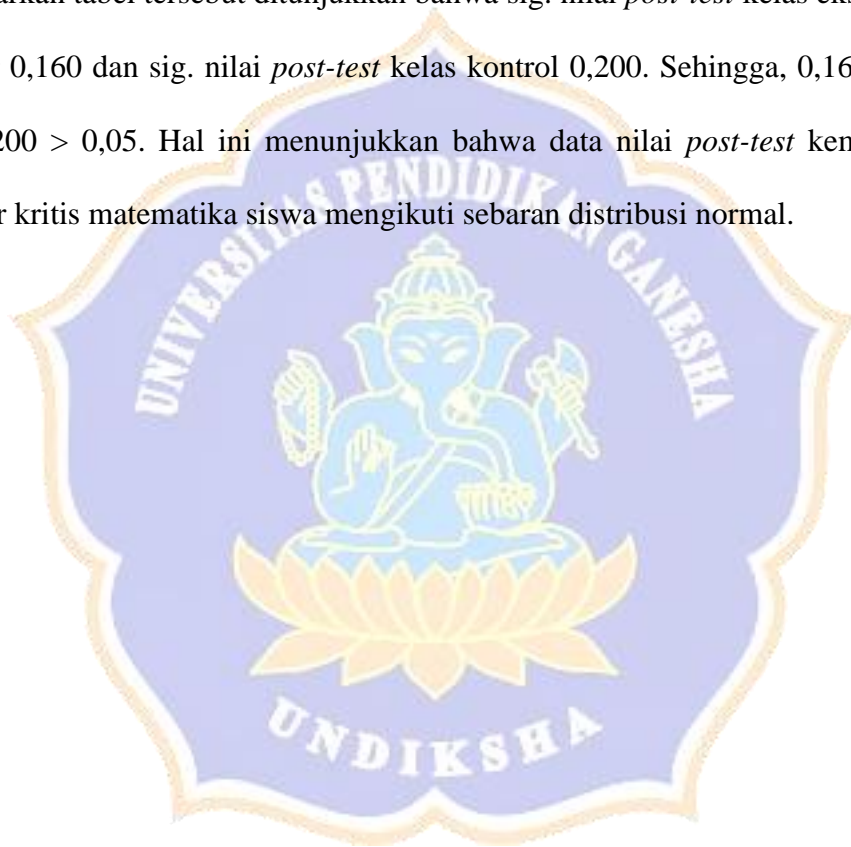 arkan tabel tersebut ditunjukkan bahwa sig. nilai post-test kelas eks
0,160 dan sig. nilai post-test kelas kontrol 0,200. Sehingga, 0,16
200 > 0,05. Hal ini menunjukkan bahwa data nilai post-test ken
r kritis matematika siswa mengikuti sebaran distribusi normal.
UNIVERSITAS PENDIDIKAN GANESHA
UNDIKSHA